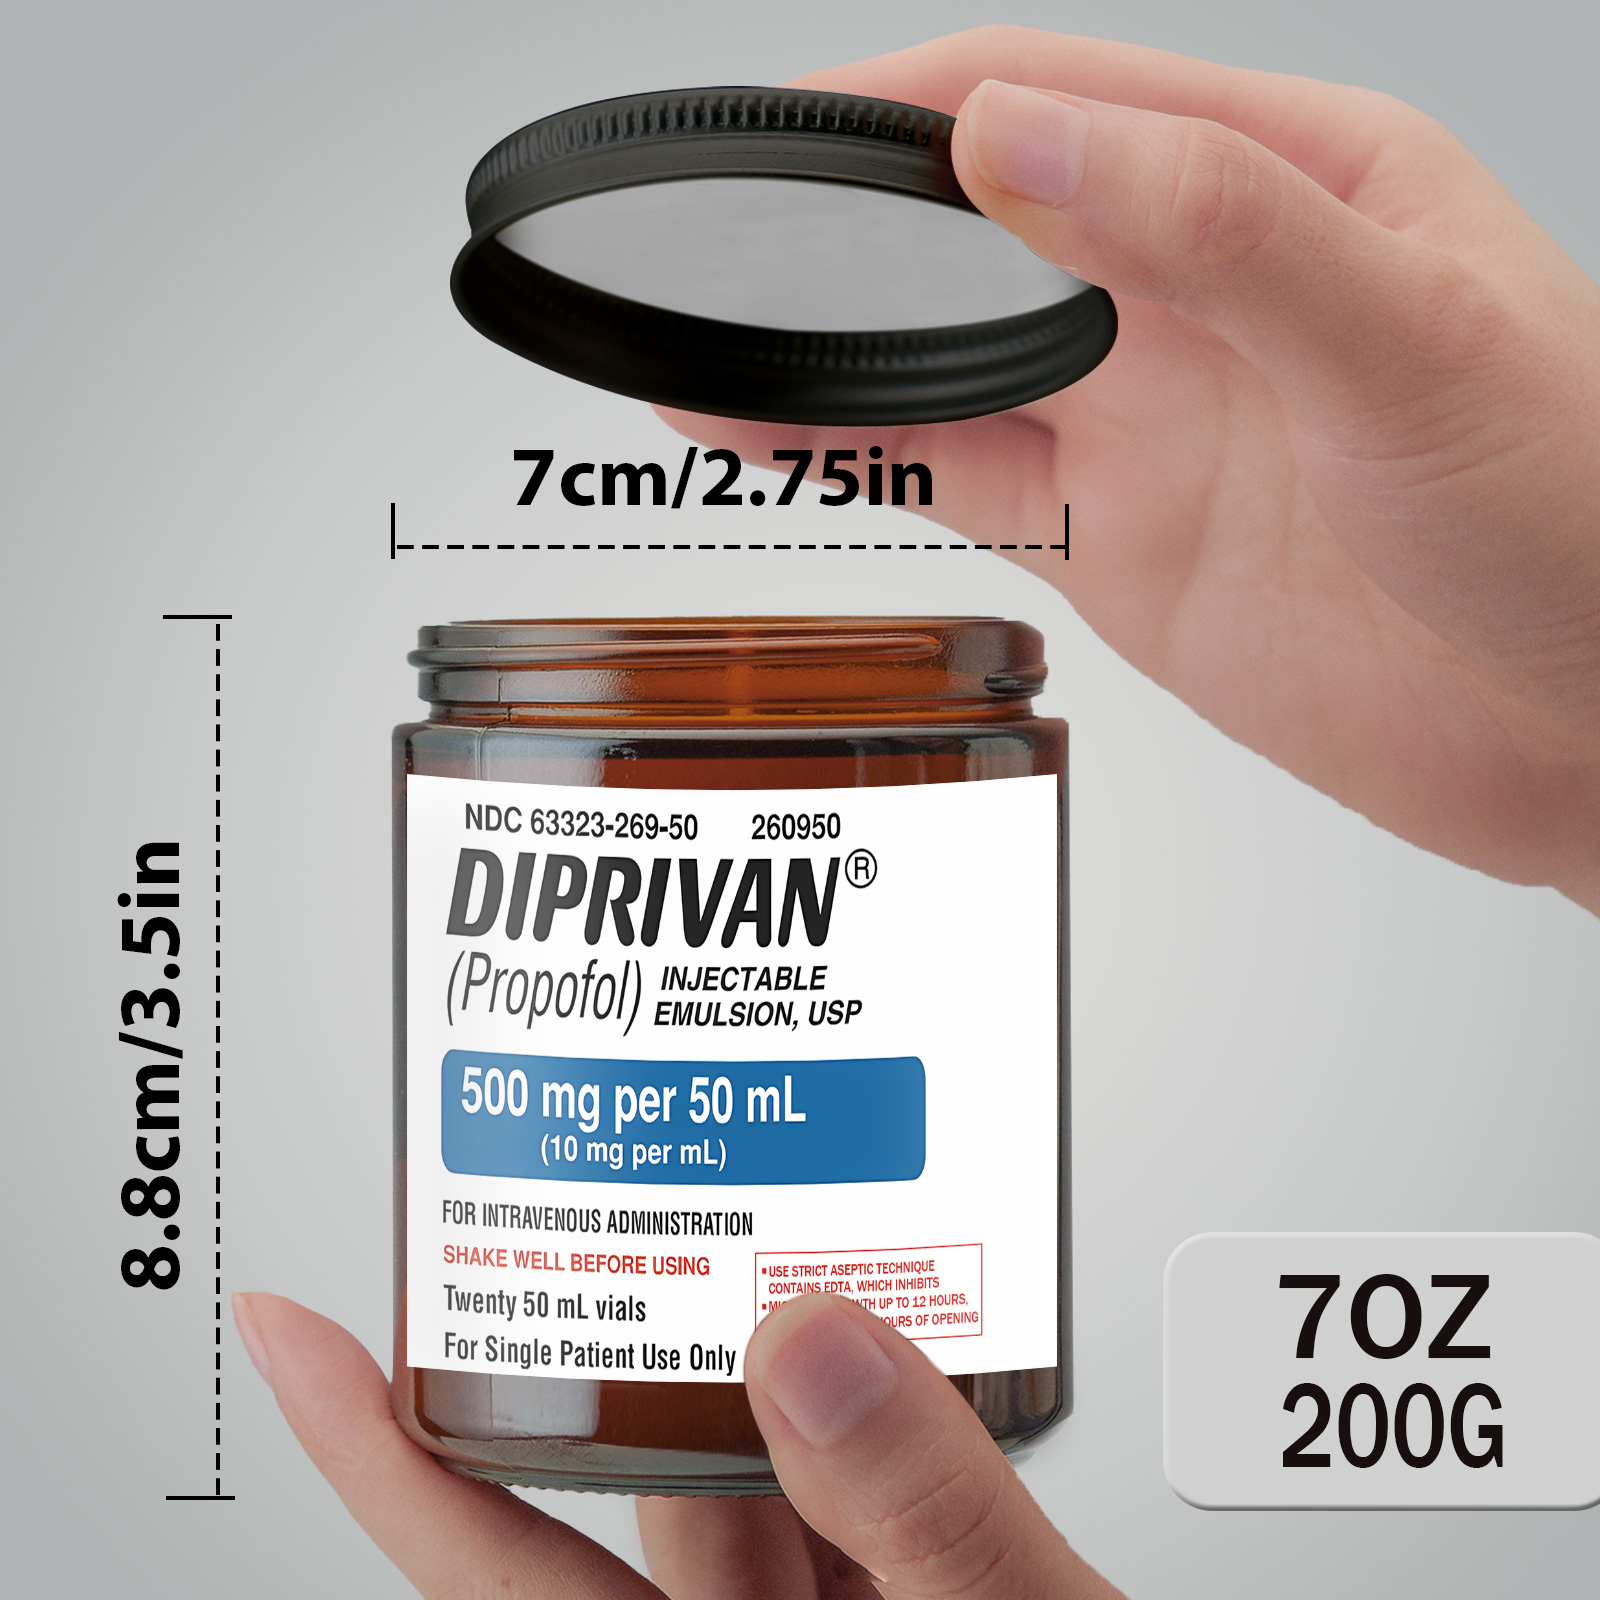 7cm/2.75in
8.8cm/3.5in
NDC 63323-269-50 260950
DIPRIVAN®
(Propofol) INJECTABLE
EMULSION, USP
500 mg per 50 mL
(10 mg per mL)
FOR INTRAVENOUS ADMINISTRATION
SHAKE WELL BEFORE USING
Twenty 50 mL vials
For Single Patient Use Only
▪USE STRICT ASEPTIC TECHNIQUE
CONTAINS EDTA, WHICH INHIBITS
UP TO 12 HOURS,
OF OPENING
7OZ
200G